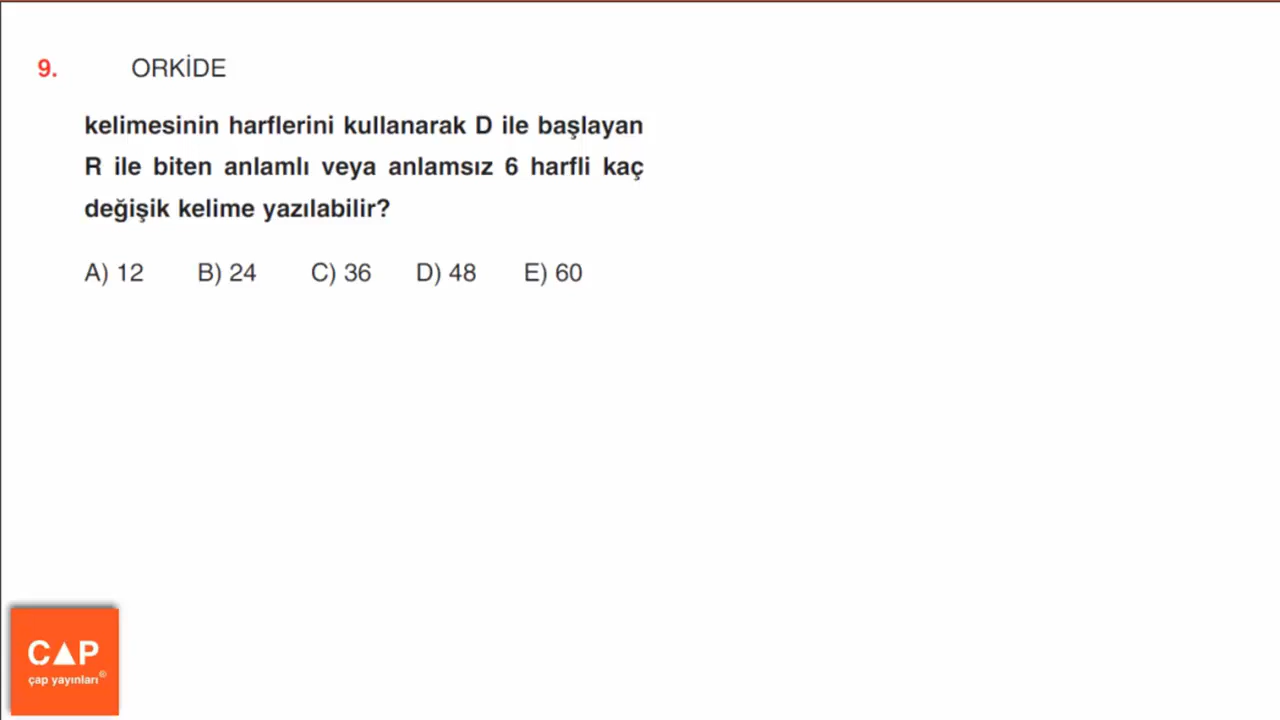 9. ORKİDE
kelimesinin harflerini kullanarak D ile başlayan
R ile biten anlamlı veya anlamsız 6 harfli kaç
değişik kelime yazılabilir?
A) 12 B) 24 C) 36 D) 48 E) 60
CAP
çap yayınları®